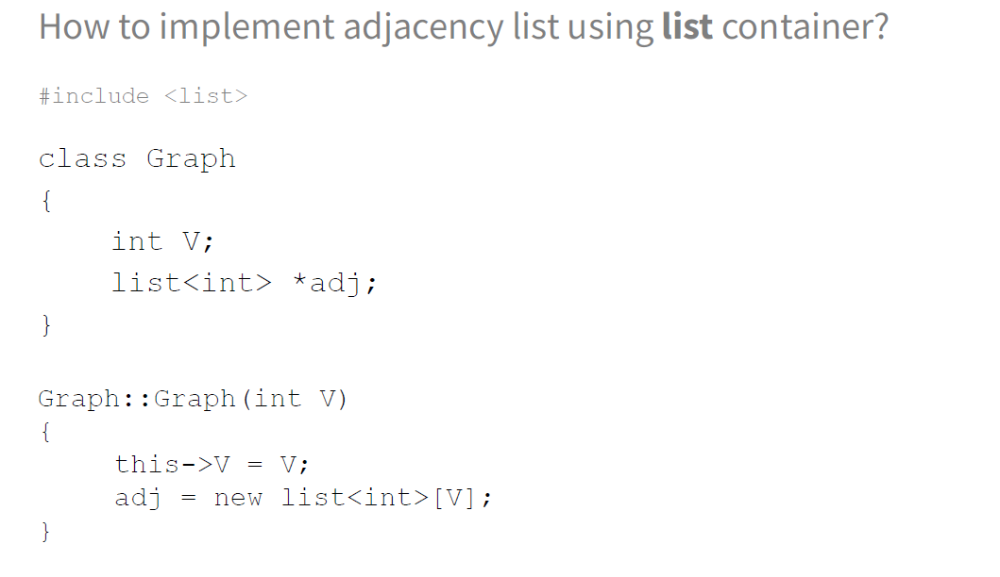 How to implement adjacency list using list container?
#include <list>
class Graph
{
int V;
list<int> *adj;
}
Graph::Graph(int V)
{
this->V = V;
adj = new list<int>[V];
}